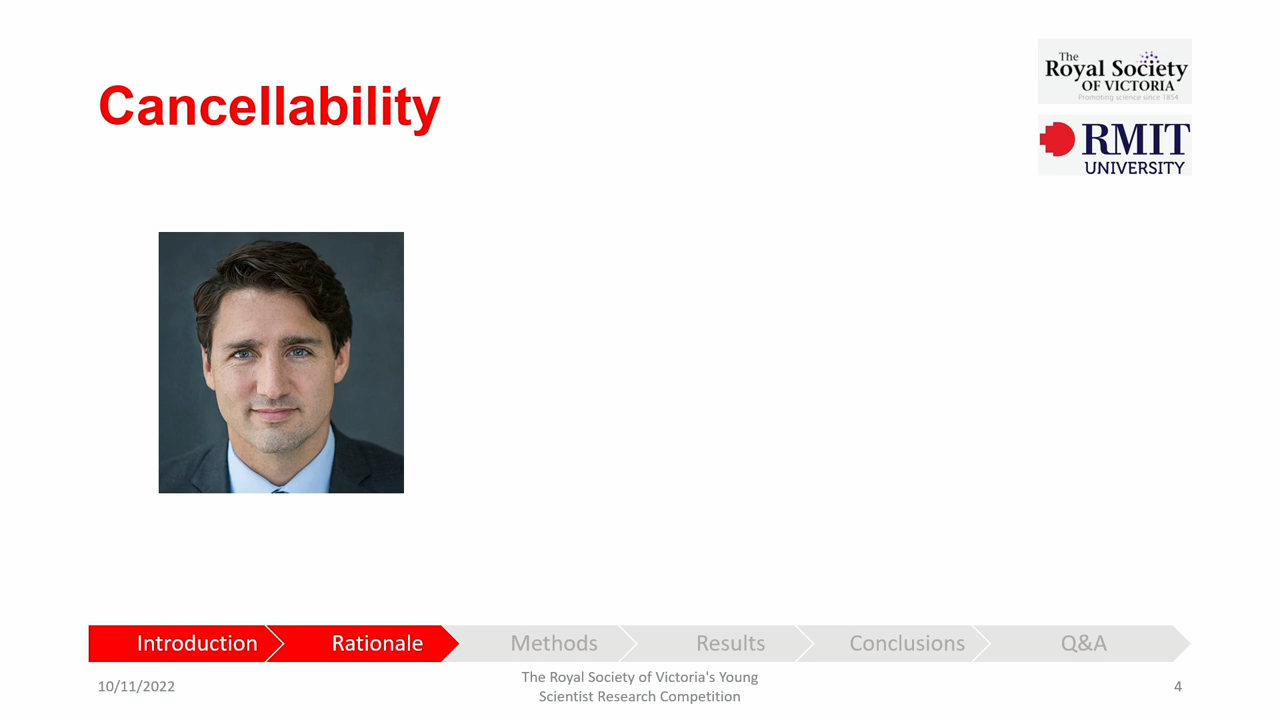 Cancellability
The
Royal Society
OF VICTORIA
Promoting science since 1854
RMIT
UNIVERSITY
Introduction
Rationale
Methods
Results
Conclusions
Q&A
10/11/2022
The Royal Society of Victoria's Young
Scientist Research Competition
4